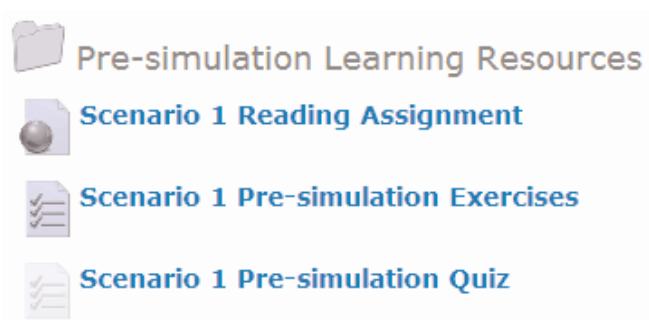 Pre-simulation Learning Resources
Scenario 1 Reading Assignment
Scenario 1 Pre-simulation Exercises
Scenario 1 Pre-simulation Quiz